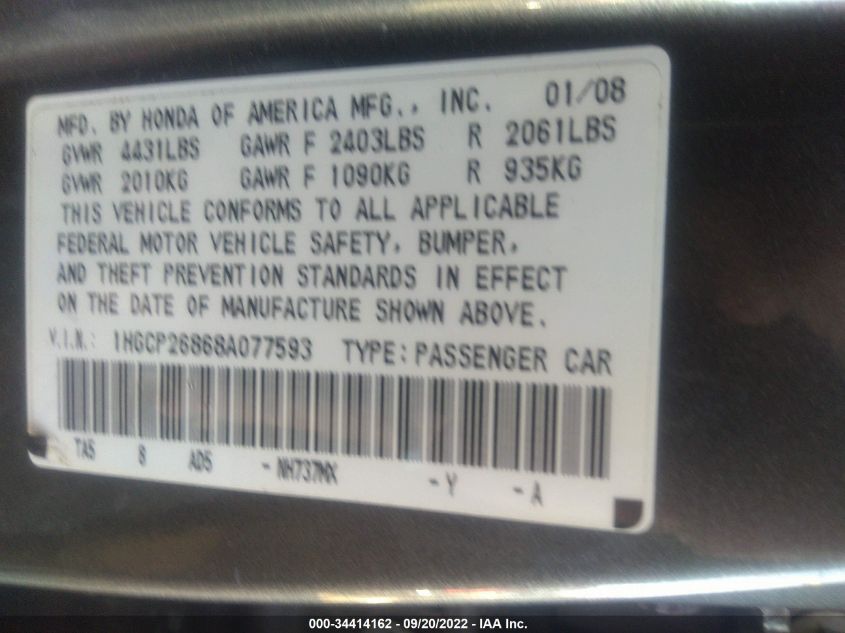 MFD. BY HONDA OF AMERICA MFG., INC. 01/08
GVWR 4431LBS GAWR F 2403LBS R 2061LBS
GVWR 2010KG GAWR F 1090KG R 935KG
THIS VEHICLE CONFORMS TO ALL APPLICABLE
FEDERAL MOTOR VEHICLE SAFETY, BUMPER,
AND THEFT PREVENTION STANDARDS IN EFFECT
ON THE DATE OF MANUFACTURE SHOWN ABOVE.
V.I.N.: 1HGCP26868A077593 TYPE: PASSENGER CAR
TA5 B AD5 - NH737MX - Y - A
000-34414162 - 09/20/2022 - IAA Inc.